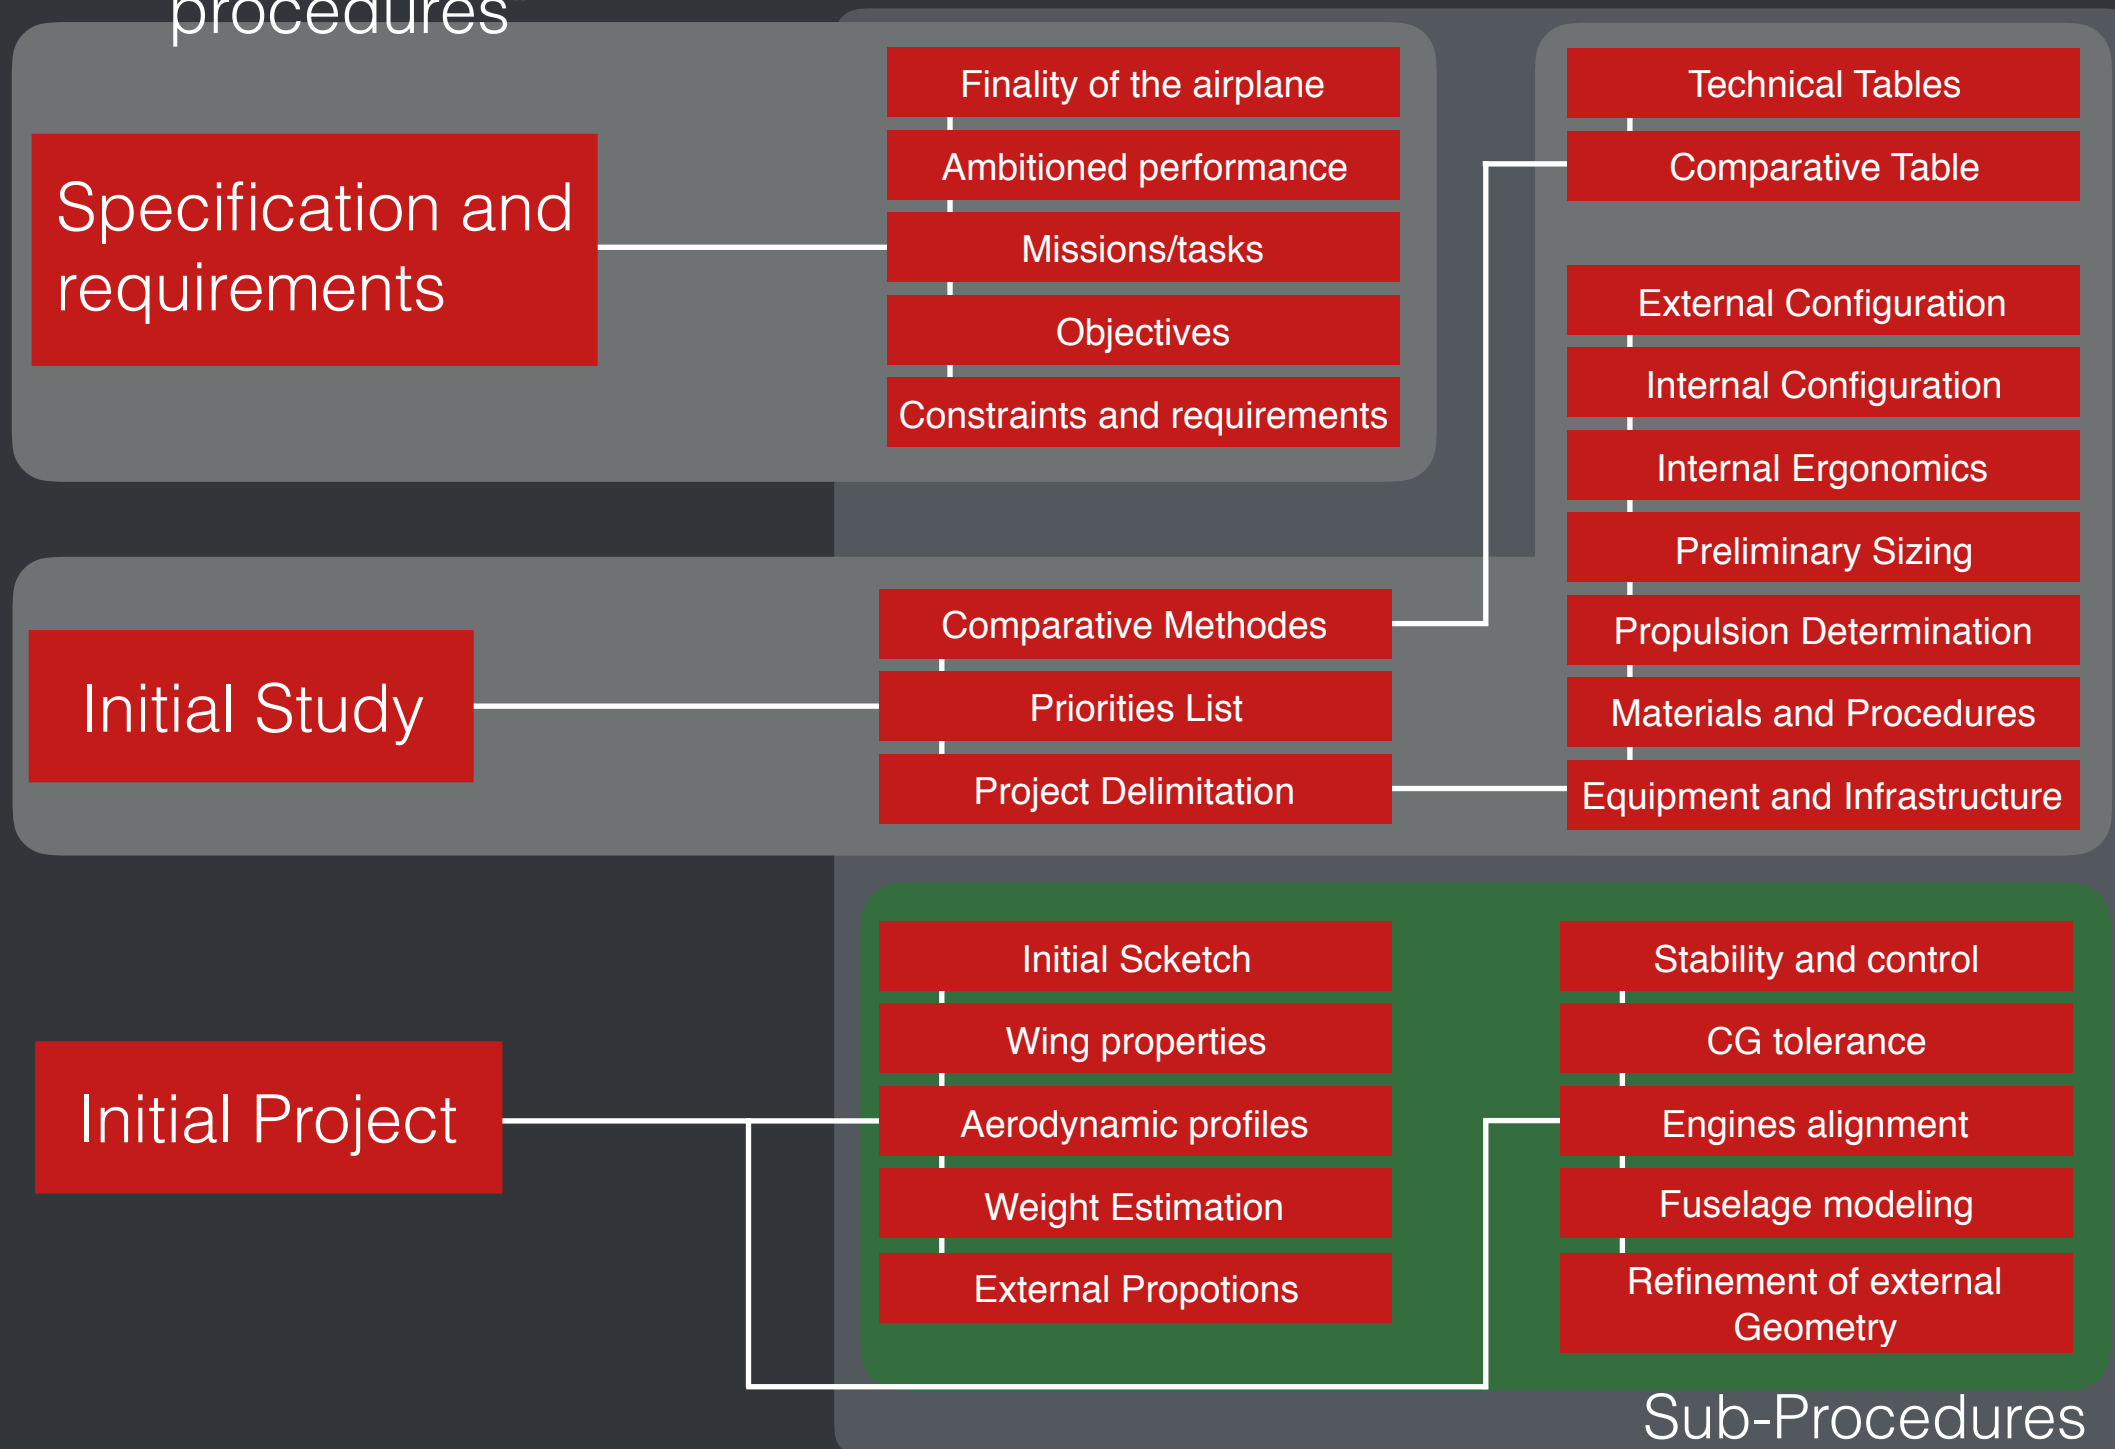 procedures"
Specification and
requirements
Finality of the airplane
Ambitioned performance
Missions/tasks
Objectives
Constraints and requirements
Technical Tables
Comparative Table
External Configuration
Internal Configuration
Internal Ergonomics
Preliminary Sizing
Propulsion Determination
Materials and Procedures
Equipment and Infrastructure
Initial Study
Comparative Methodes
Priorities List
Project Delimitation
Initial Project
Initial Scketch
Wing properties
Aerodynamic profiles
Weight Estimation
External Propotions
Stability and control
CG tolerance
Engines alignment
Fuselage modeling
Refinement of external
Geometry
Sub-Procedures